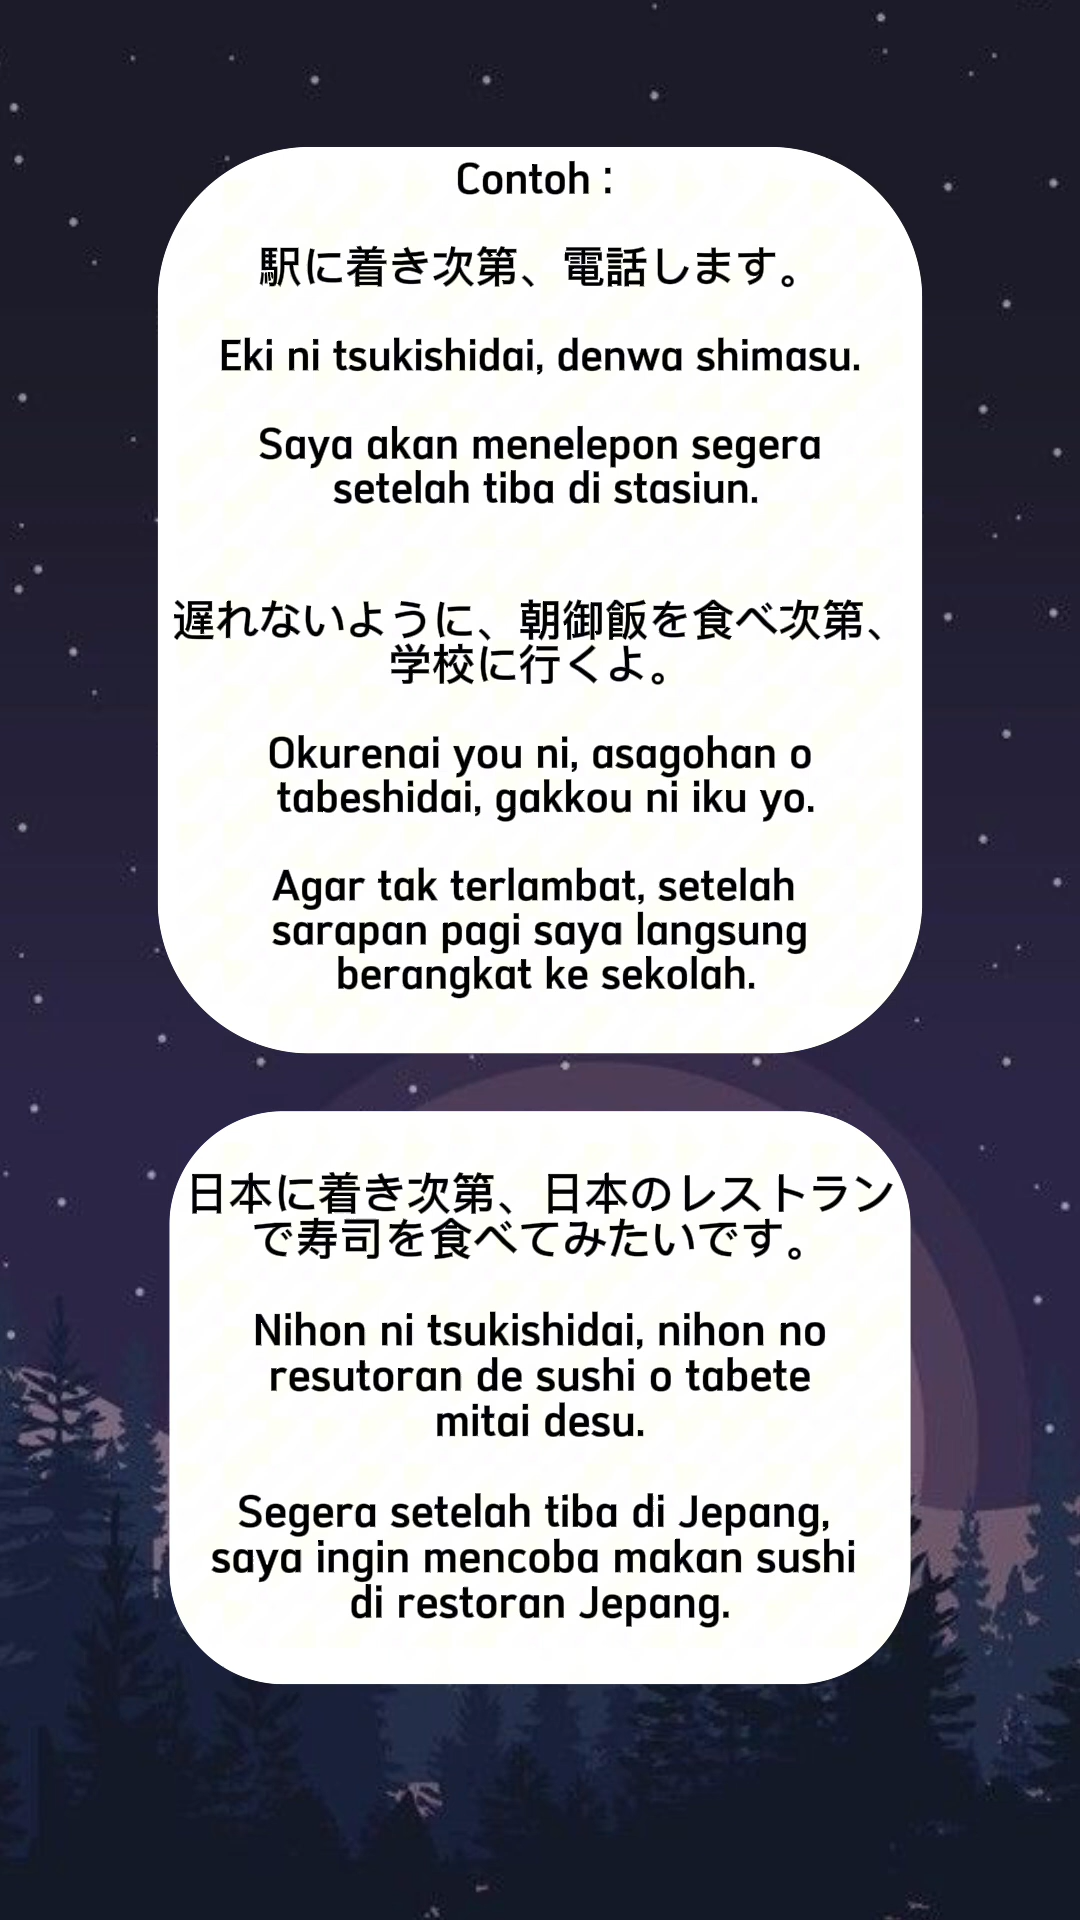 Contoh :
駅に着き次第、電話します。
Eki ni tsukishidai, denwa shimasu.
Saya akan menelepon segera
setelah tiba di stasiun.
遅れないように、朝御飯を食べ次第、
学校に行くよ。
Okurenai you ni, asagohan o
tabeshidai, gakkou ni iku yo.
Agar tak terlambat, setelah
sarapan pagi saya langsung
berangkat ke sekolah.
日本に着き次第、日本のレストラン
で寿司を食べてみたいです。
Nihon ni tsukishidai, nihon no
resutoran de sushi o tabete
mitai desu.
Segera setelah tiba di Jepang,
saya ingin mencoba makan sushi
di restoran Jepang.